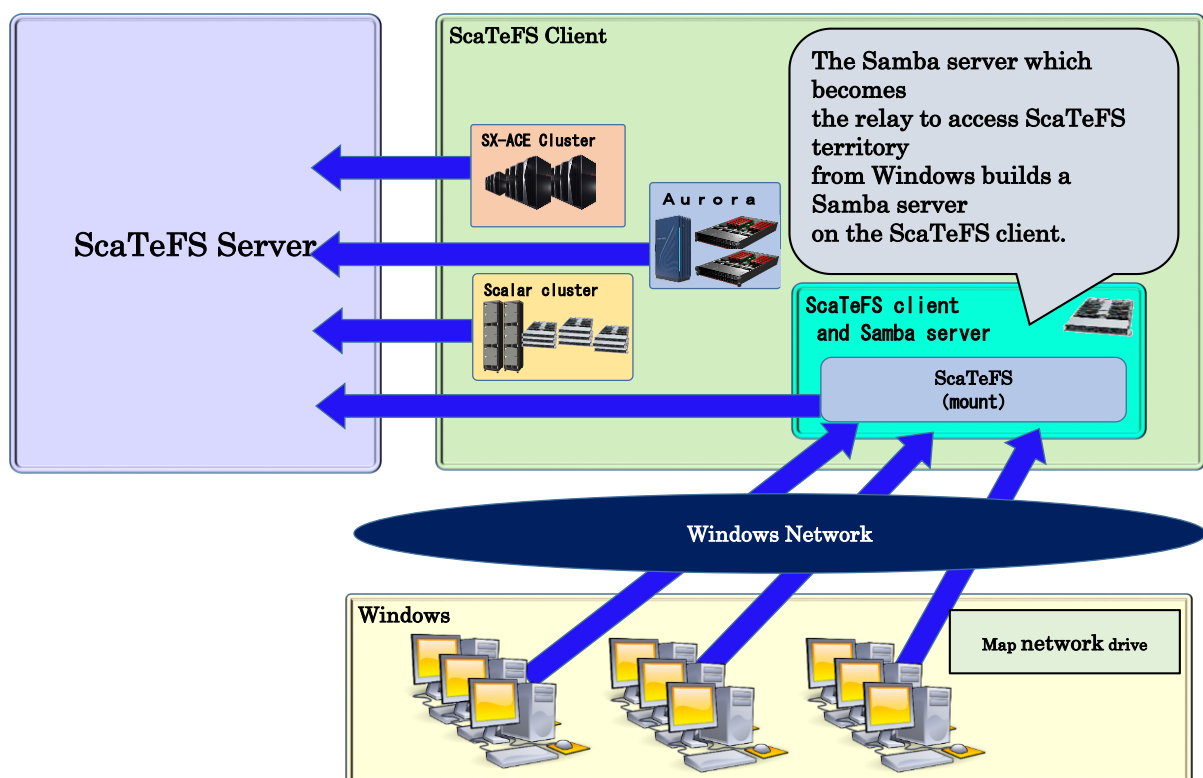 ScaTeFS Server
ScaTeFS Client
SX-ACE Cluster
Ａｕｒｏｒａ
Scalar cluster
The Samba server which
becomes
the relay to access ScaTeFS
territory
from Windows builds a
Samba server
on the ScaTeFS client.
ScaTeFS client
and Samba server
ScaTeFS
(mount)
Windows Network
Windows
Map network drive